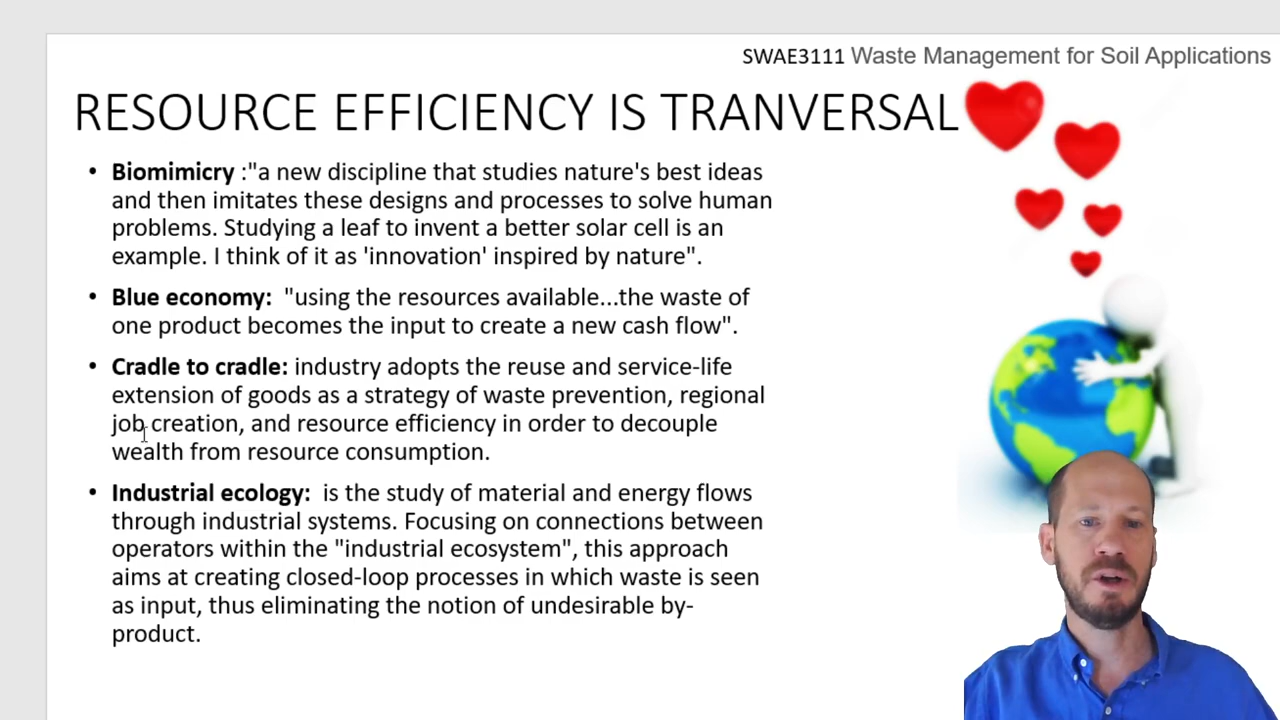 SWAE3111 Waste Management for Soil Applications
RESOURCE EFFICIENCY IS TRANVERSAL
• Biomimicry :"a new discipline that studies nature's best ideas
and then imitates these designs and processes to solve human
problems. Studying a leaf to invent a better solar cell is an
example. I think of it as 'innovation' inspired by nature".
• Blue economy: "using the resources available...the waste of
one product becomes the input to create a new cash flow".
• Cradle to cradle: industry adopts the reuse and service-life
extension of goods as a strategy of waste prevention, regional
job creation, and resource efficiency in order to decouple
wealth from resource consumption.
• Industrial ecology: is the study of material and energy flows
through industrial systems. Focusing on connections between
operators within the "industrial ecosystem", this approach
aims at creating closed-loop processes in which waste is seen
as input, thus eliminating the notion of undesirable by-
product.